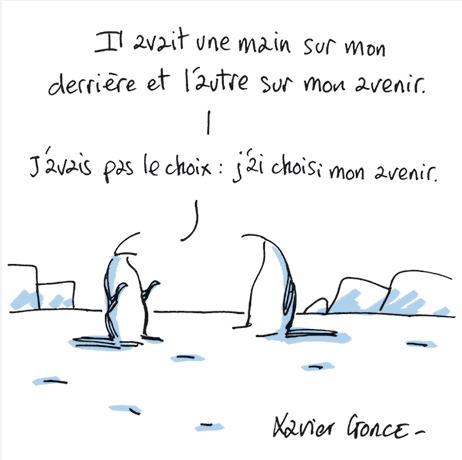 Il avait une main sur mon
derrière et l'autre sur mon avenir.
J'avais pas le choix : j'ai choisi mon avenir.
Xavier Gorce